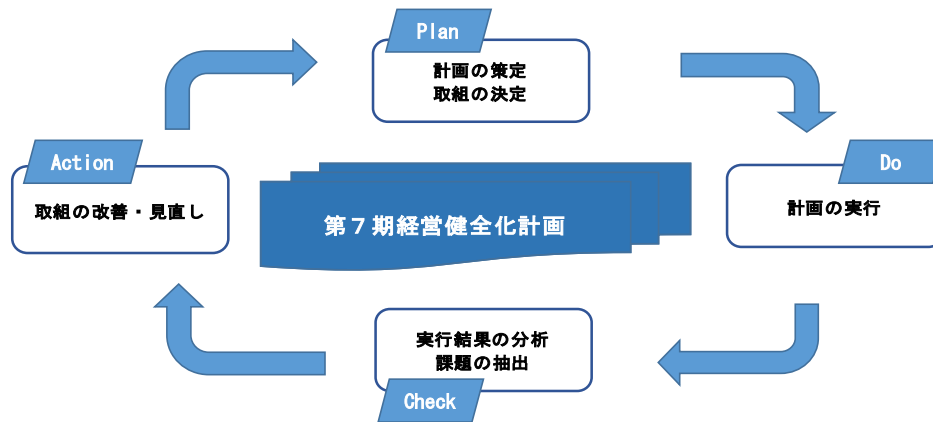 Plan
計画の策定
取組の決定
Action
取組の改善・見直し
Do
計画の実行
第７期経営健全化計画
実行結果の分析
課題の抽出
Check